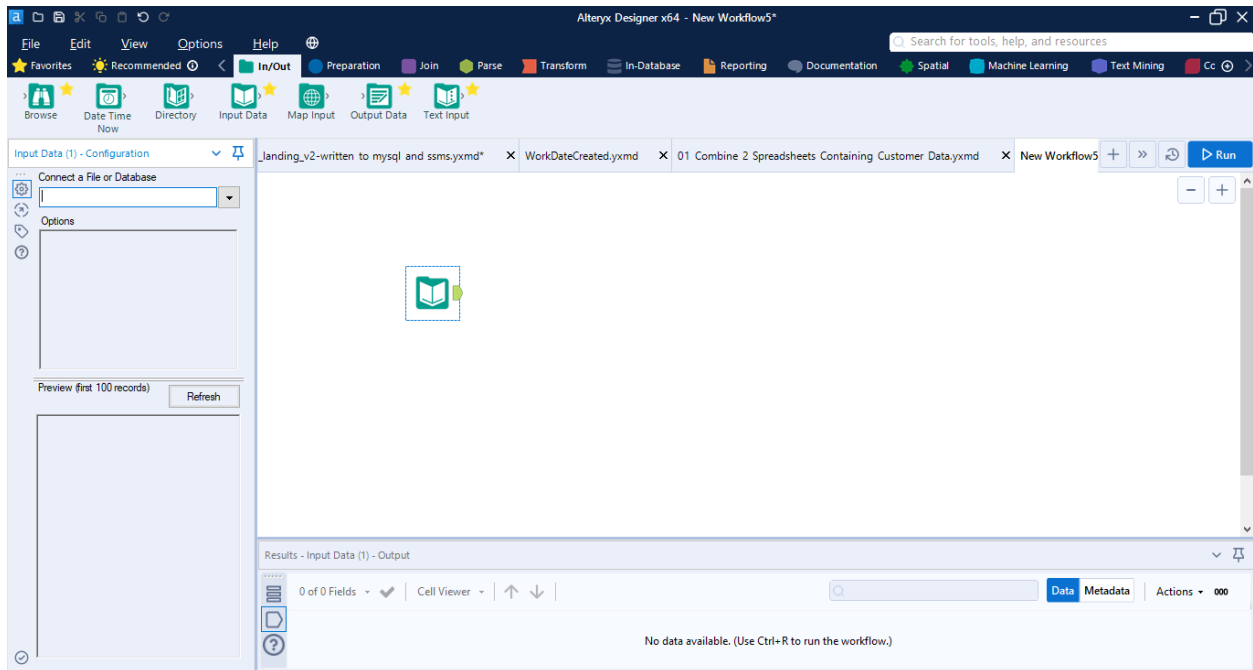 a
Alteryx Designer x64 - New Workflow5*
File Edit View Options Help
Search for tools, help, and resources
Favorites Recommended In/Out Preparation Join Parse Transform In-Database Reporting Documentation Spatial Machine Learning Text Mining Cc
Browse Date Time Now Directory Input Data Map Input Output Data Text Input
Input Data (1) - Configuration
_landing_v2-written to mysql and ssms.yxmd* WorkDateCreated.yxmd 01 Combine 2 Spreadsheets Containing Customer Data.yxmd New Workflow5 Run
Connect a File or Database
Options
Preview (first 100 records) Refresh
Results - Input Data (1) - Output
0 of 0 Fields Cell Viewer Data Metadata Actions 000
No data available. (Use Ctrl+R to run the workflow.)